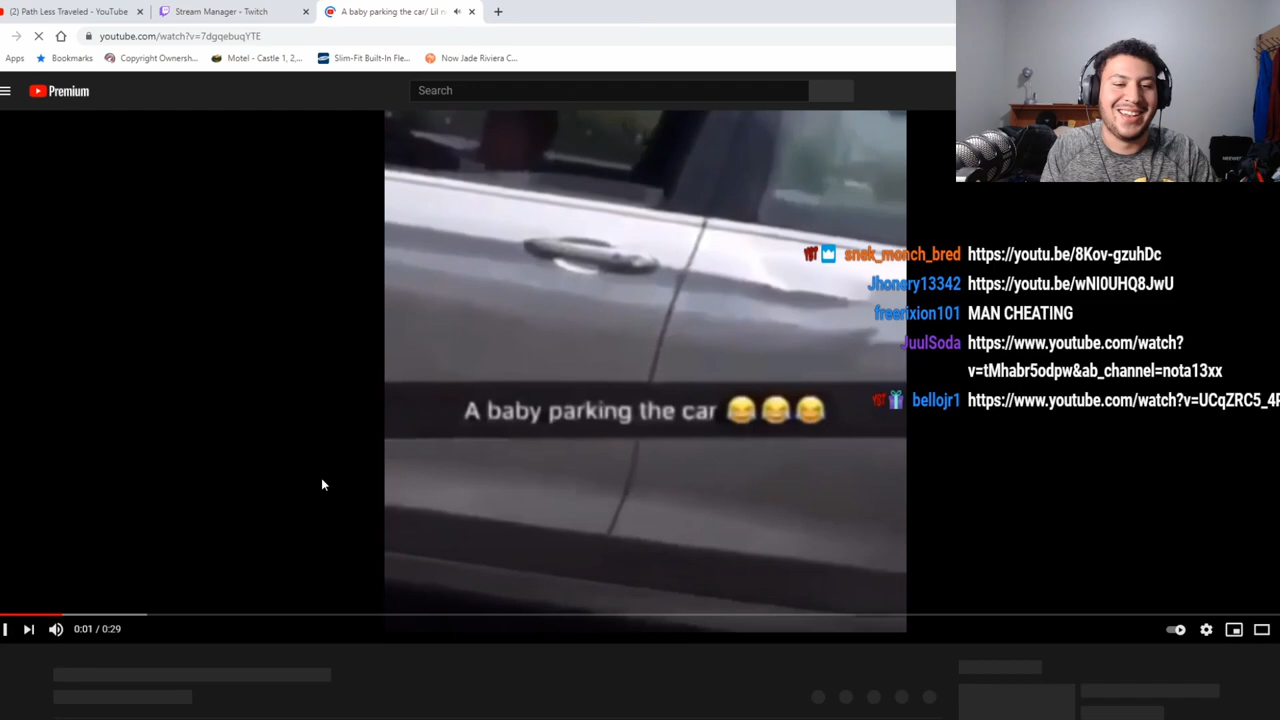 (2) Path Less Traveled - YouTube
Stream Manager - Twitch
A baby parking the car/ Lil n
youtube.com/watch?v=7dgqebuqYTE
Apps
Bookmarks
Copyright Ownersh...
Motel - Castle 1, 2,...
Slim-Fit Built-In Fle...
Now Jade Riviera C...
Premium
Search
snek_monch_bred https://youtu.be/8Kov-gzuhDc
Jhonery13342 https://youtu.be/wNI0UHQ8JwU
freerixion101 MAN CHEATING
JuulSoda https://www.youtube.com/watch?
v=tMhabr5odpw&ab_channel=nota13xx
bellojr1 https://www.youtube.com/watch?v=UCqZRC5_4
A baby parking the car 😂😂😂
0:01 / 0:29